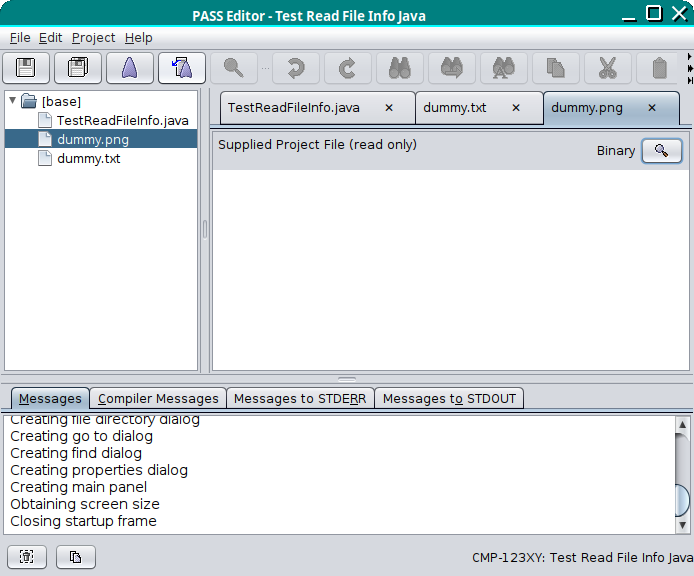 PASS Editor - Test Read File Info Java
File Edit Project Help
[base]
TestReadFileInfo.java
dummy.png
dummy.txt
TestReadFileInfo.java
dummy.txt
dummy.png
Supplied Project File (read only)
Binary
Messages
Compiler Messages
Messages to STDERR
Messages to STDOUT
Creating file directory dialog
Creating go to dialog
Creating find dialog
Creating properties dialog
Creating main panel
Obtaining screen size
Closing startup frame
CMP-123XY: Test Read File Info Java